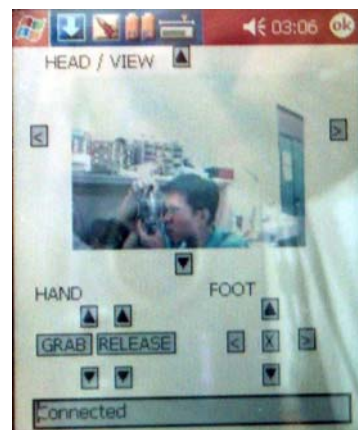 03:06 ok
HEAD / VIEW
<
>
HAND FOOT
GRAB RELEASE < X >
Connected